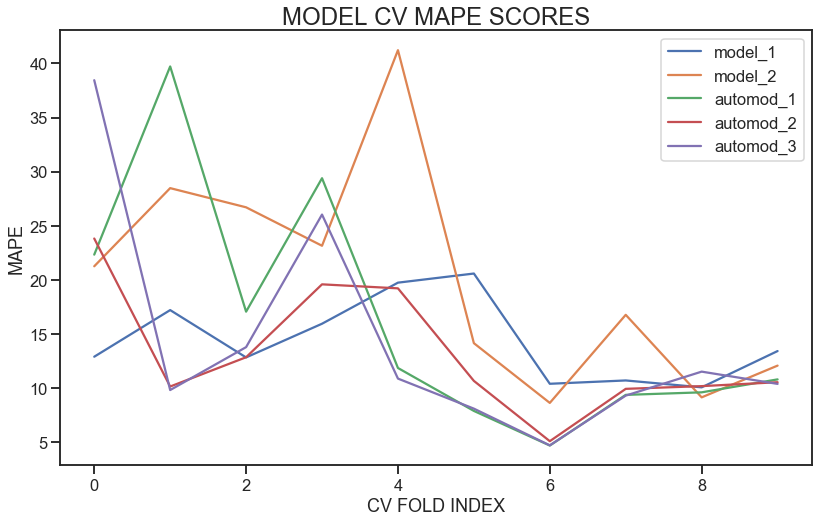 MODEL CV MAPE SCORES
model_1
model_2
automod_1
automod_2
automod_3
MAPE
40
35
30
25
20
15
10
5
0
2
4
6
8
CV FOLD INDEX